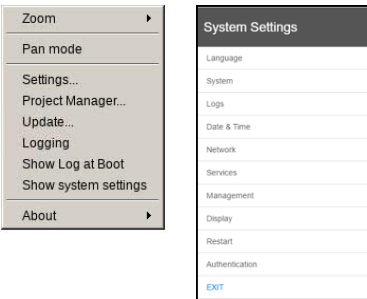 Zoom
Pan mode
Settings...
Project Manager...
Update...
Logging
Show Log at Boot
Show system settings
About
System Settings
Language
System
Logs
Date & Time
Network
Services
Management
Display
Restart
Authentication
EXIT